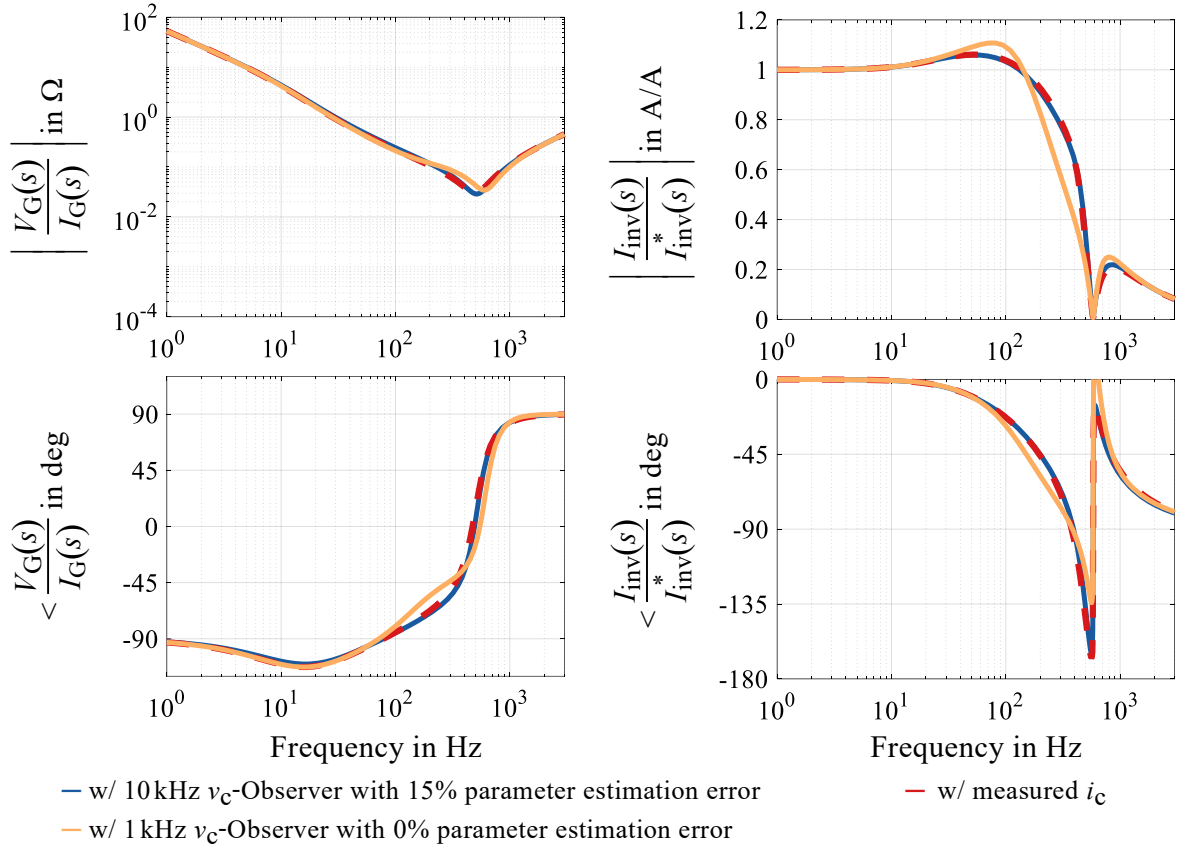 | V_G(s) / I_G(s) | in Ω
10^2
10^0
10^-2
10^-4
10^0 10^1 10^2 10^3
| I_inv(s) / I*_inv(s) | in A/A
1.2
1
0.8
0.6
0.4
0.2
0
10^0 10^1 10^2 10^3
< V_G(s) / I_G(s) in deg
90
45
0
-45
-90
10^0 10^1 10^2 10^3
Frequency in Hz
< I_inv(s) / I*_inv(s) in deg
0
-45
-90
-135
-180
10^0 10^1 10^2 10^3
Frequency in Hz
w/ 10 kHz v_c-Observer with 15% parameter estimation error
w/ measured i_c
w/ 1 kHz v_c-Observer with 0% parameter estimation error